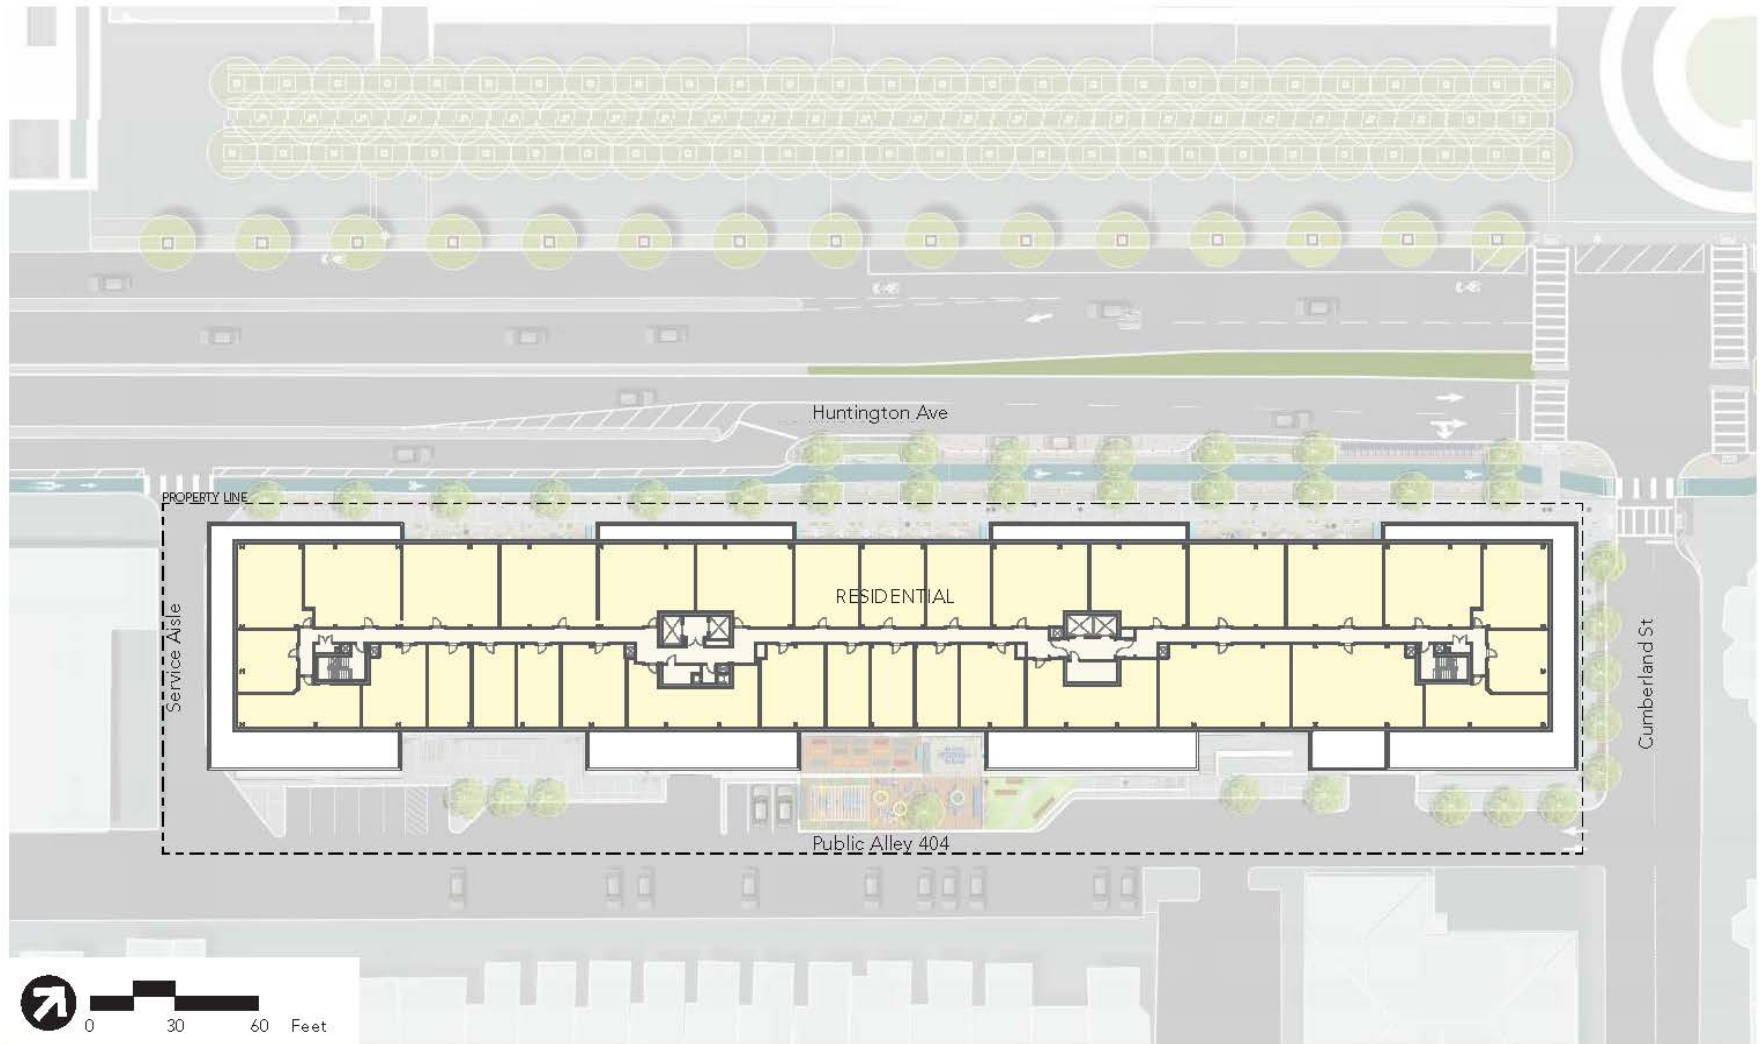 Huntington Ave
PROPERTY LINE
RESIDENTIAL
Service Aisle
Cumberland St
Public Alley 404
0 30 60 Feet